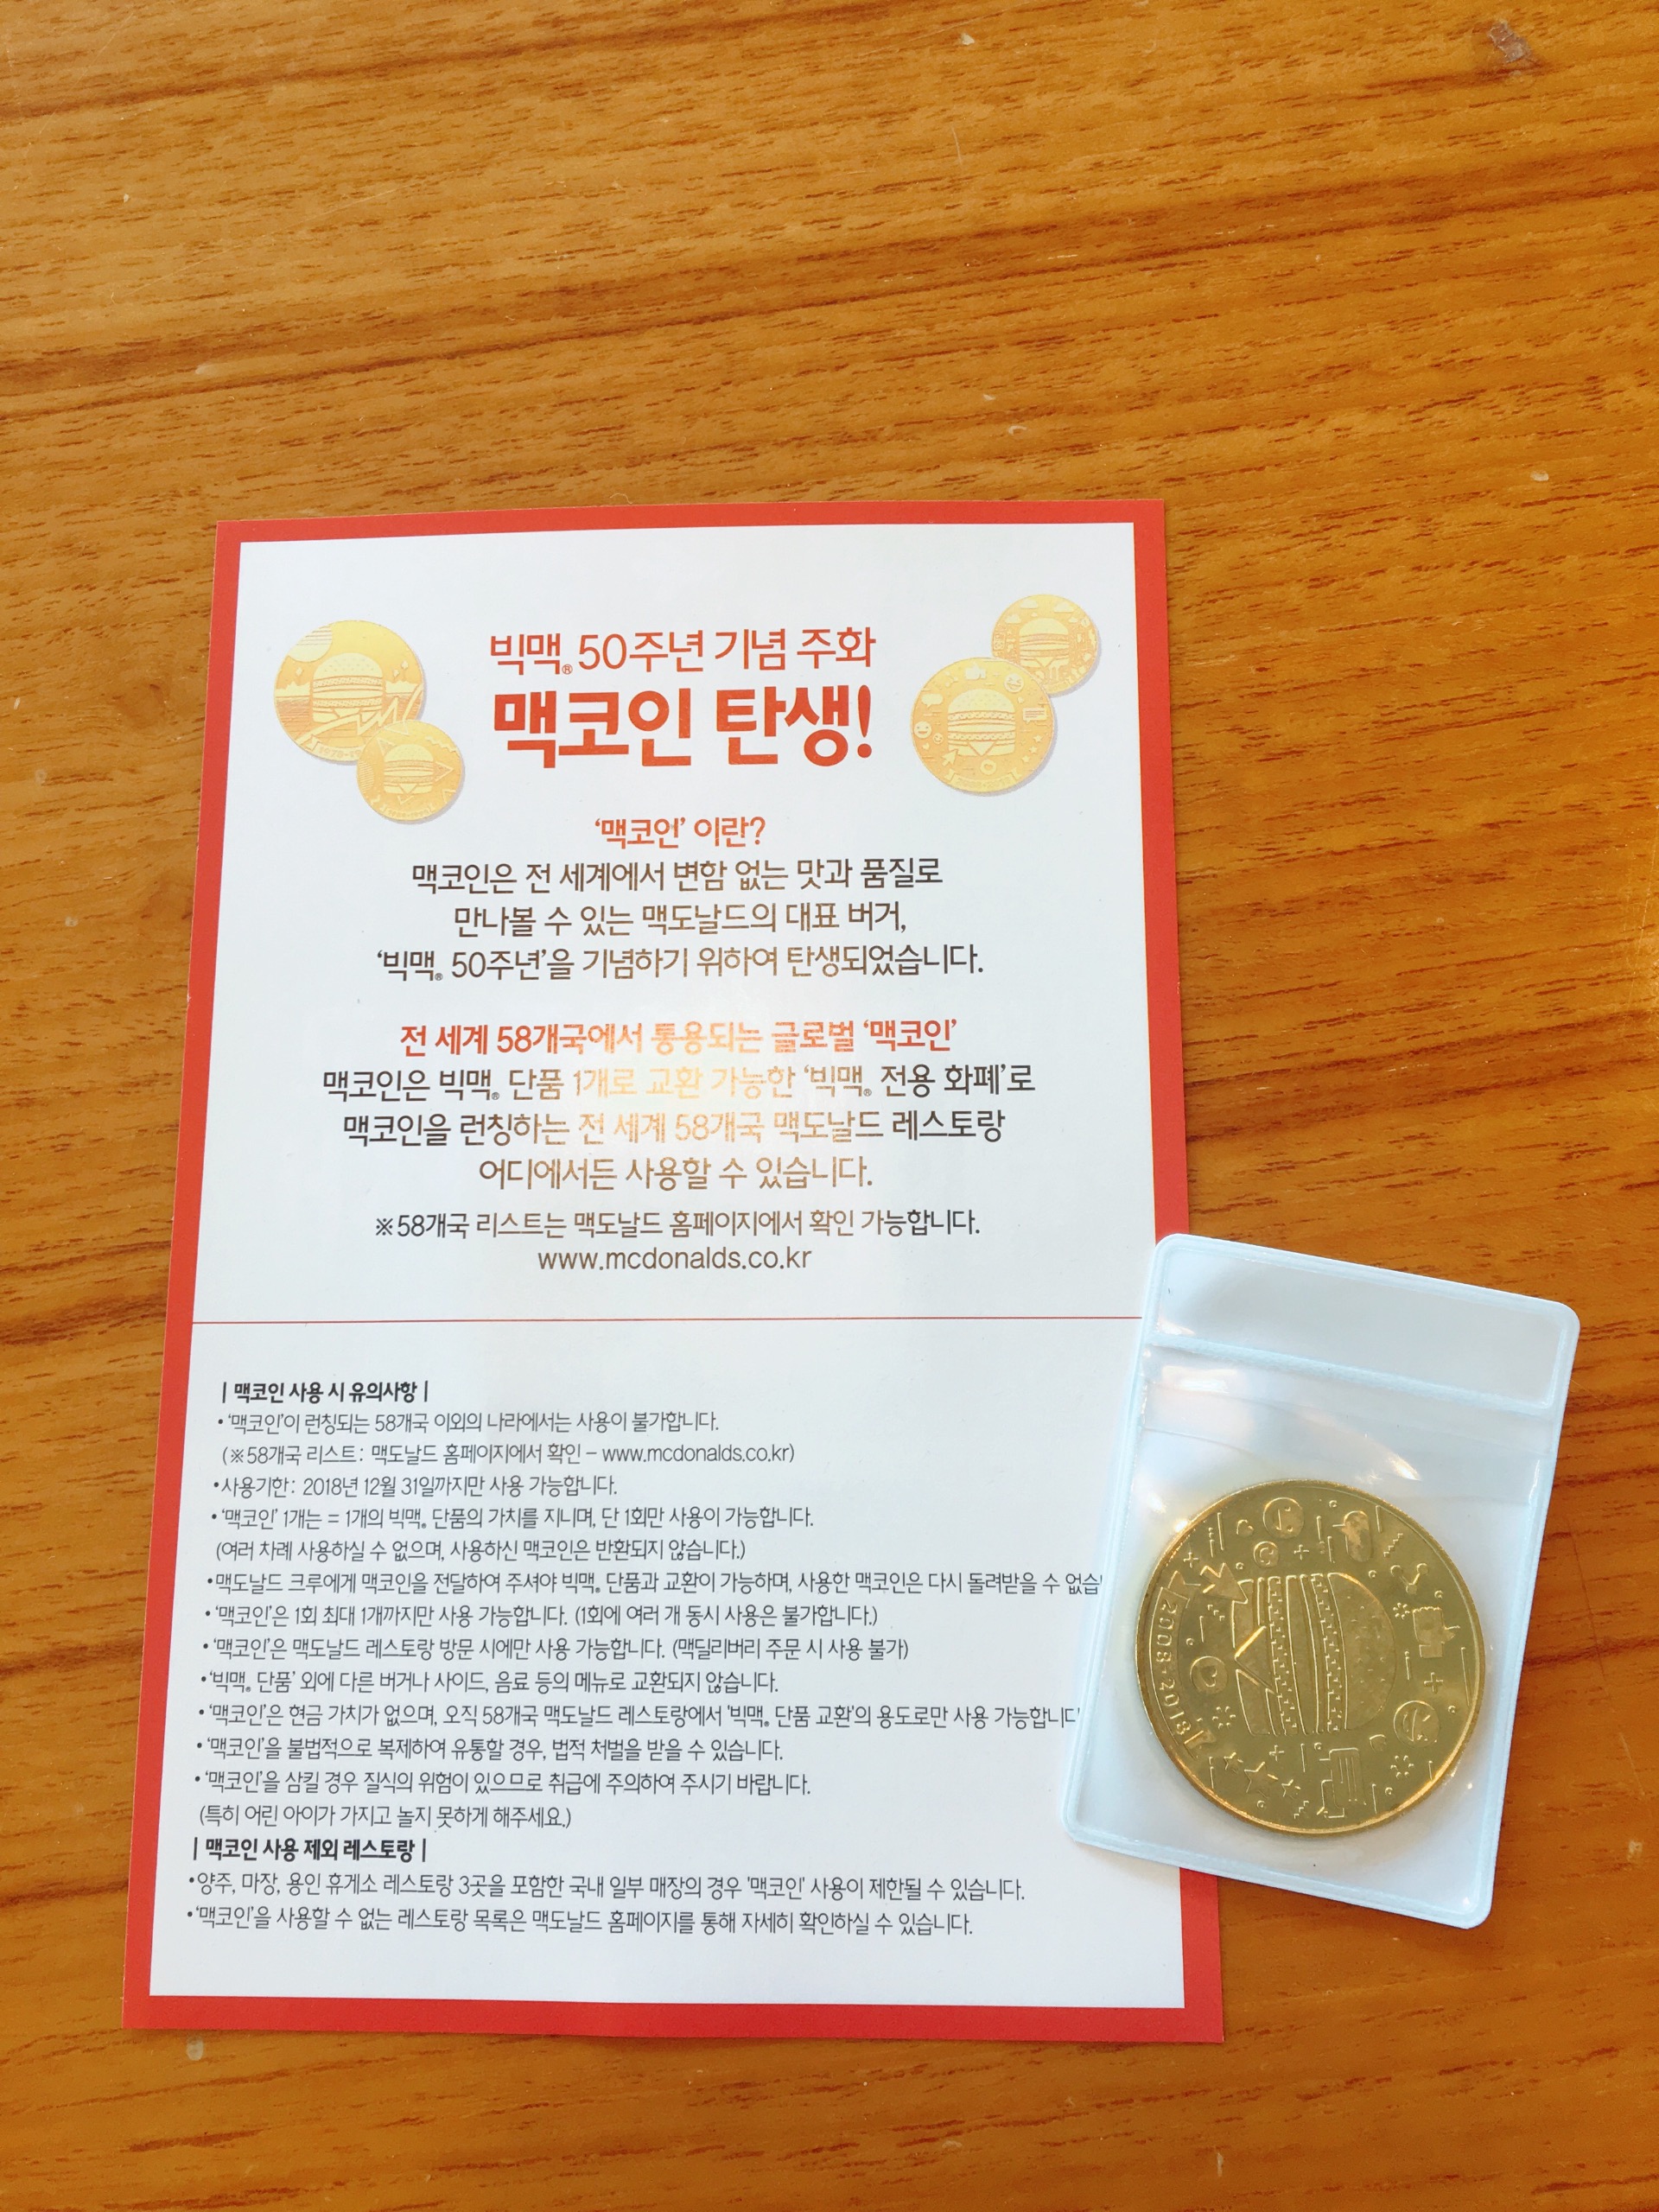 빅맥® 50주년 기념 주화
맥코인 탄생!
‘맥코인’ 이란?
맥코인은 전 세계에서 변함 없는 맛과 품질로
만나볼 수 있는 맥도날드의 대표 버거,
‘빅맥® 50주년’을 기념하기 위하여 탄생되었습니다.
전 세계 58개국에서 통용되는 글로벌 ‘맥코인’
맥코인은 빅맥® 단품 1개로 교환 가능한 ‘빅맥® 전용 화폐’로
맥코인을 런칭하는 전 세계 58개국 맥도날드 레스토랑
어디에서든 사용할 수 있습니다.
※58개국 리스트는 맥도날드 홈페이지에서 확인 가능합니다.
www.mcdonalds.co.kr
| 맥코인 사용 시 유의사항 |
• ‘맥코인’이 런칭되는 58개국 이외의 나라에서는 사용이 불가합니다.
(※58개국 리스트: 맥도날드 홈페이지에서 확인 – www.mcdonalds.co.kr)
• 사용기한: 2018년 12월 31일까지만 사용 가능합니다.
• ‘맥코인’ 1개는 = 1개의 빅맥® 단품의 가치를 지니며, 단 1회만 사용이 가능합니다.
(여러 차례 사용하실 수 없으며, 사용하신 맥코인은 반환되지 않습니다.)
• 맥도날드 크루에게 맥코인을 전달하여 주셔야 빅맥® 단품과 교환이 가능하며, 사용한 맥코인은 다시 돌려받을 수 없습
• ‘맥코인’은 1회 최대 1개까지만 사용 가능합니다. (1회에 여러 개 동시 사용은 불가합니다.)
• ‘맥코인’은 맥도날드 레스토랑 방문 시에만 사용 가능합니다. (맥딜리버리 주문 시 사용 불가)
• ‘빅맥® 단품’ 외에 다른 버거나 사이드, 음료 등의 메뉴로 교환되지 않습니다.
• ‘맥코인’은 현금 가치가 없으며, 오직 58개국 맥도날드 레스토랑에서 ‘빅맥® 단품 교환’의 용도로만 사용 가능합니다
• ‘맥코인’을 불법적으로 복제하여 유통할 경우, 법적 처벌을 받을 수 있습니다.
• ‘맥코인’을 삼킬 경우 질식의 위험이 있으므로 취급에 주의하여 주시기 바랍니다.
(특히 어린 아이가 가지고 놀지 못하게 해주세요.)
| 맥코인 사용 제외 레스토랑 |
• 양주, 마장, 용인 휴게소 레스토랑 3곳을 포함한 국내 일부 매장의 경우 ‘맥코인’ 사용이 제한될 수 있습니다.
• ‘맥코인’을 사용할 수 없는 레스토랑 목록은 맥도날드 홈페이지를 통해 자세히 확인하실 수 있습니다.
2008-2018